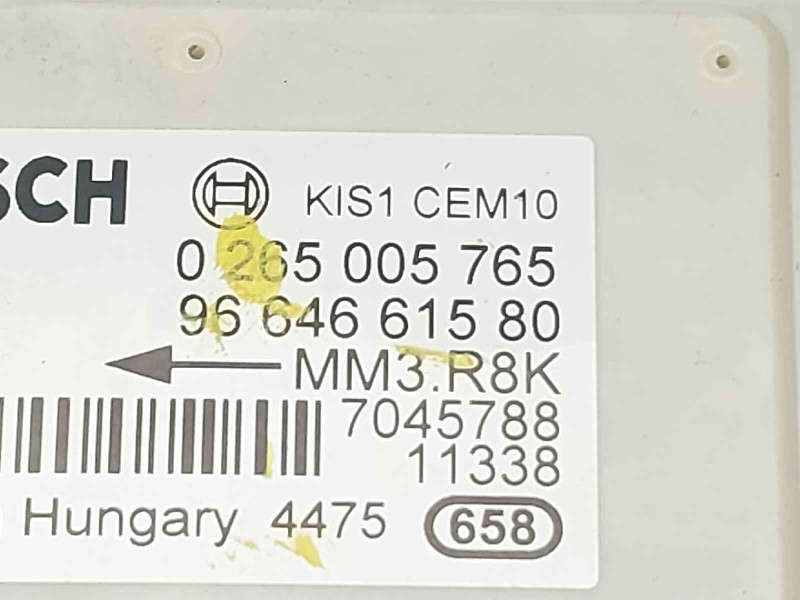 SCH KIS1 CEM10
0 265 005 765
96 646 615 80
MM3.R8K
7045788
11338
Hungary 4475 658